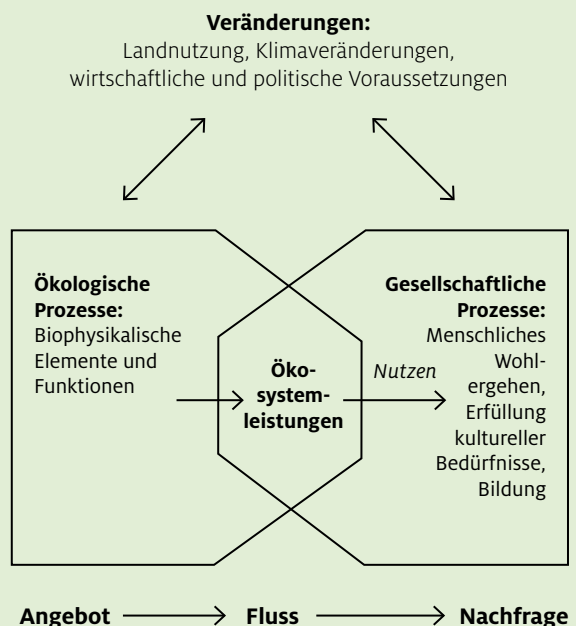 Veränderungen:
Landnutzung, Klimaveränderungen,
wirtschaftliche und politische Voraussetzungen
Ökologische
Prozesse:
Biophysikalische
Elemente und
Funktionen
Öko-
system-
leistungen
Nutzen
Gesellschaftliche
Prozesse:
Menschliches
Wohl-
ergehen,
Erfüllung
kultureller
Bedürfnisse,
Bildung
Angebot Fluss Nachfrage